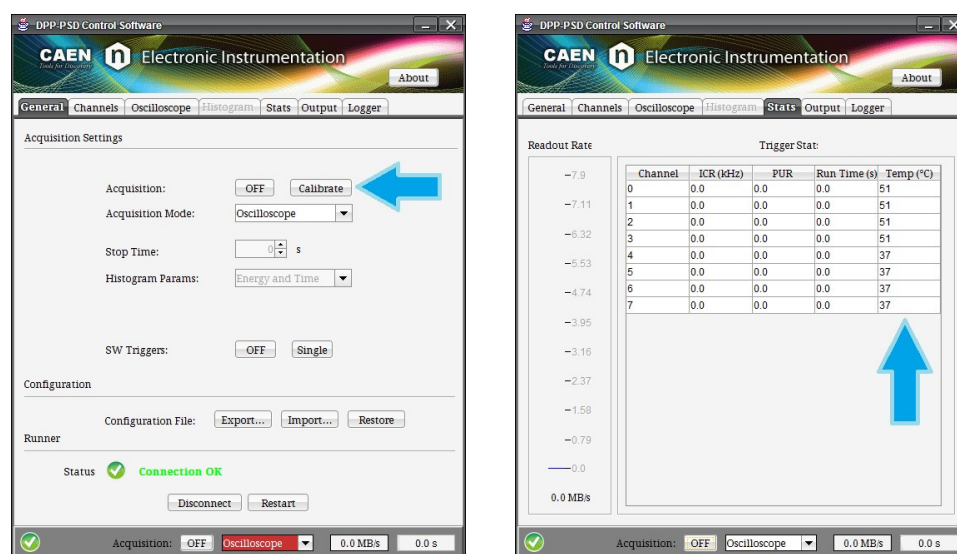 DPP-PSD Control Software
CAEN n Electronic Instrumentation
Tools for Discovery
About
General Channels Oscilloscope Histogram Stats Output Logger
Acquisition Settings
Acquisition: OFF Calibrate
Acquisition Mode: Oscilloscope
Stop Time: 0 s
Histogram Params: Energy and Time
SW Triggers: OFF Single
Configuration
Configuration File: Export... Import... Restore
Runner
Status Connection OK
Disconnect Restart
Acquisition: OFF Oscilloscope 0.0 MB/s 0.0 s
DPP-PSD Control Software
CAEN n Electronic Instrumentation
Tools for Discovery
About
General Channels Oscilloscope Histogram Stats Output Logger
Readout Rate Trigger Stat:
Channel ICR (kHz) PUR Run Time (s) Temp (°C)
0 0.0 0.0 0.0 51
1 0.0 0.0 0.0 51
2 0.0 0.0 0.0 51
3 0.0 0.0 0.0 51
4 0.0 0.0 0.0 37
5 0.0 0.0 0.0 37
6 0.0 0.0 0.0 37
7 0.0 0.0 0.0 37
7.9
7.11
6.32
5.53
4.74
3.95
3.16
2.37
1.58
0.79
0.0
0.0 MB/s
Acquisition: OFF Oscilloscope 0.0 MB/s 0.0 s